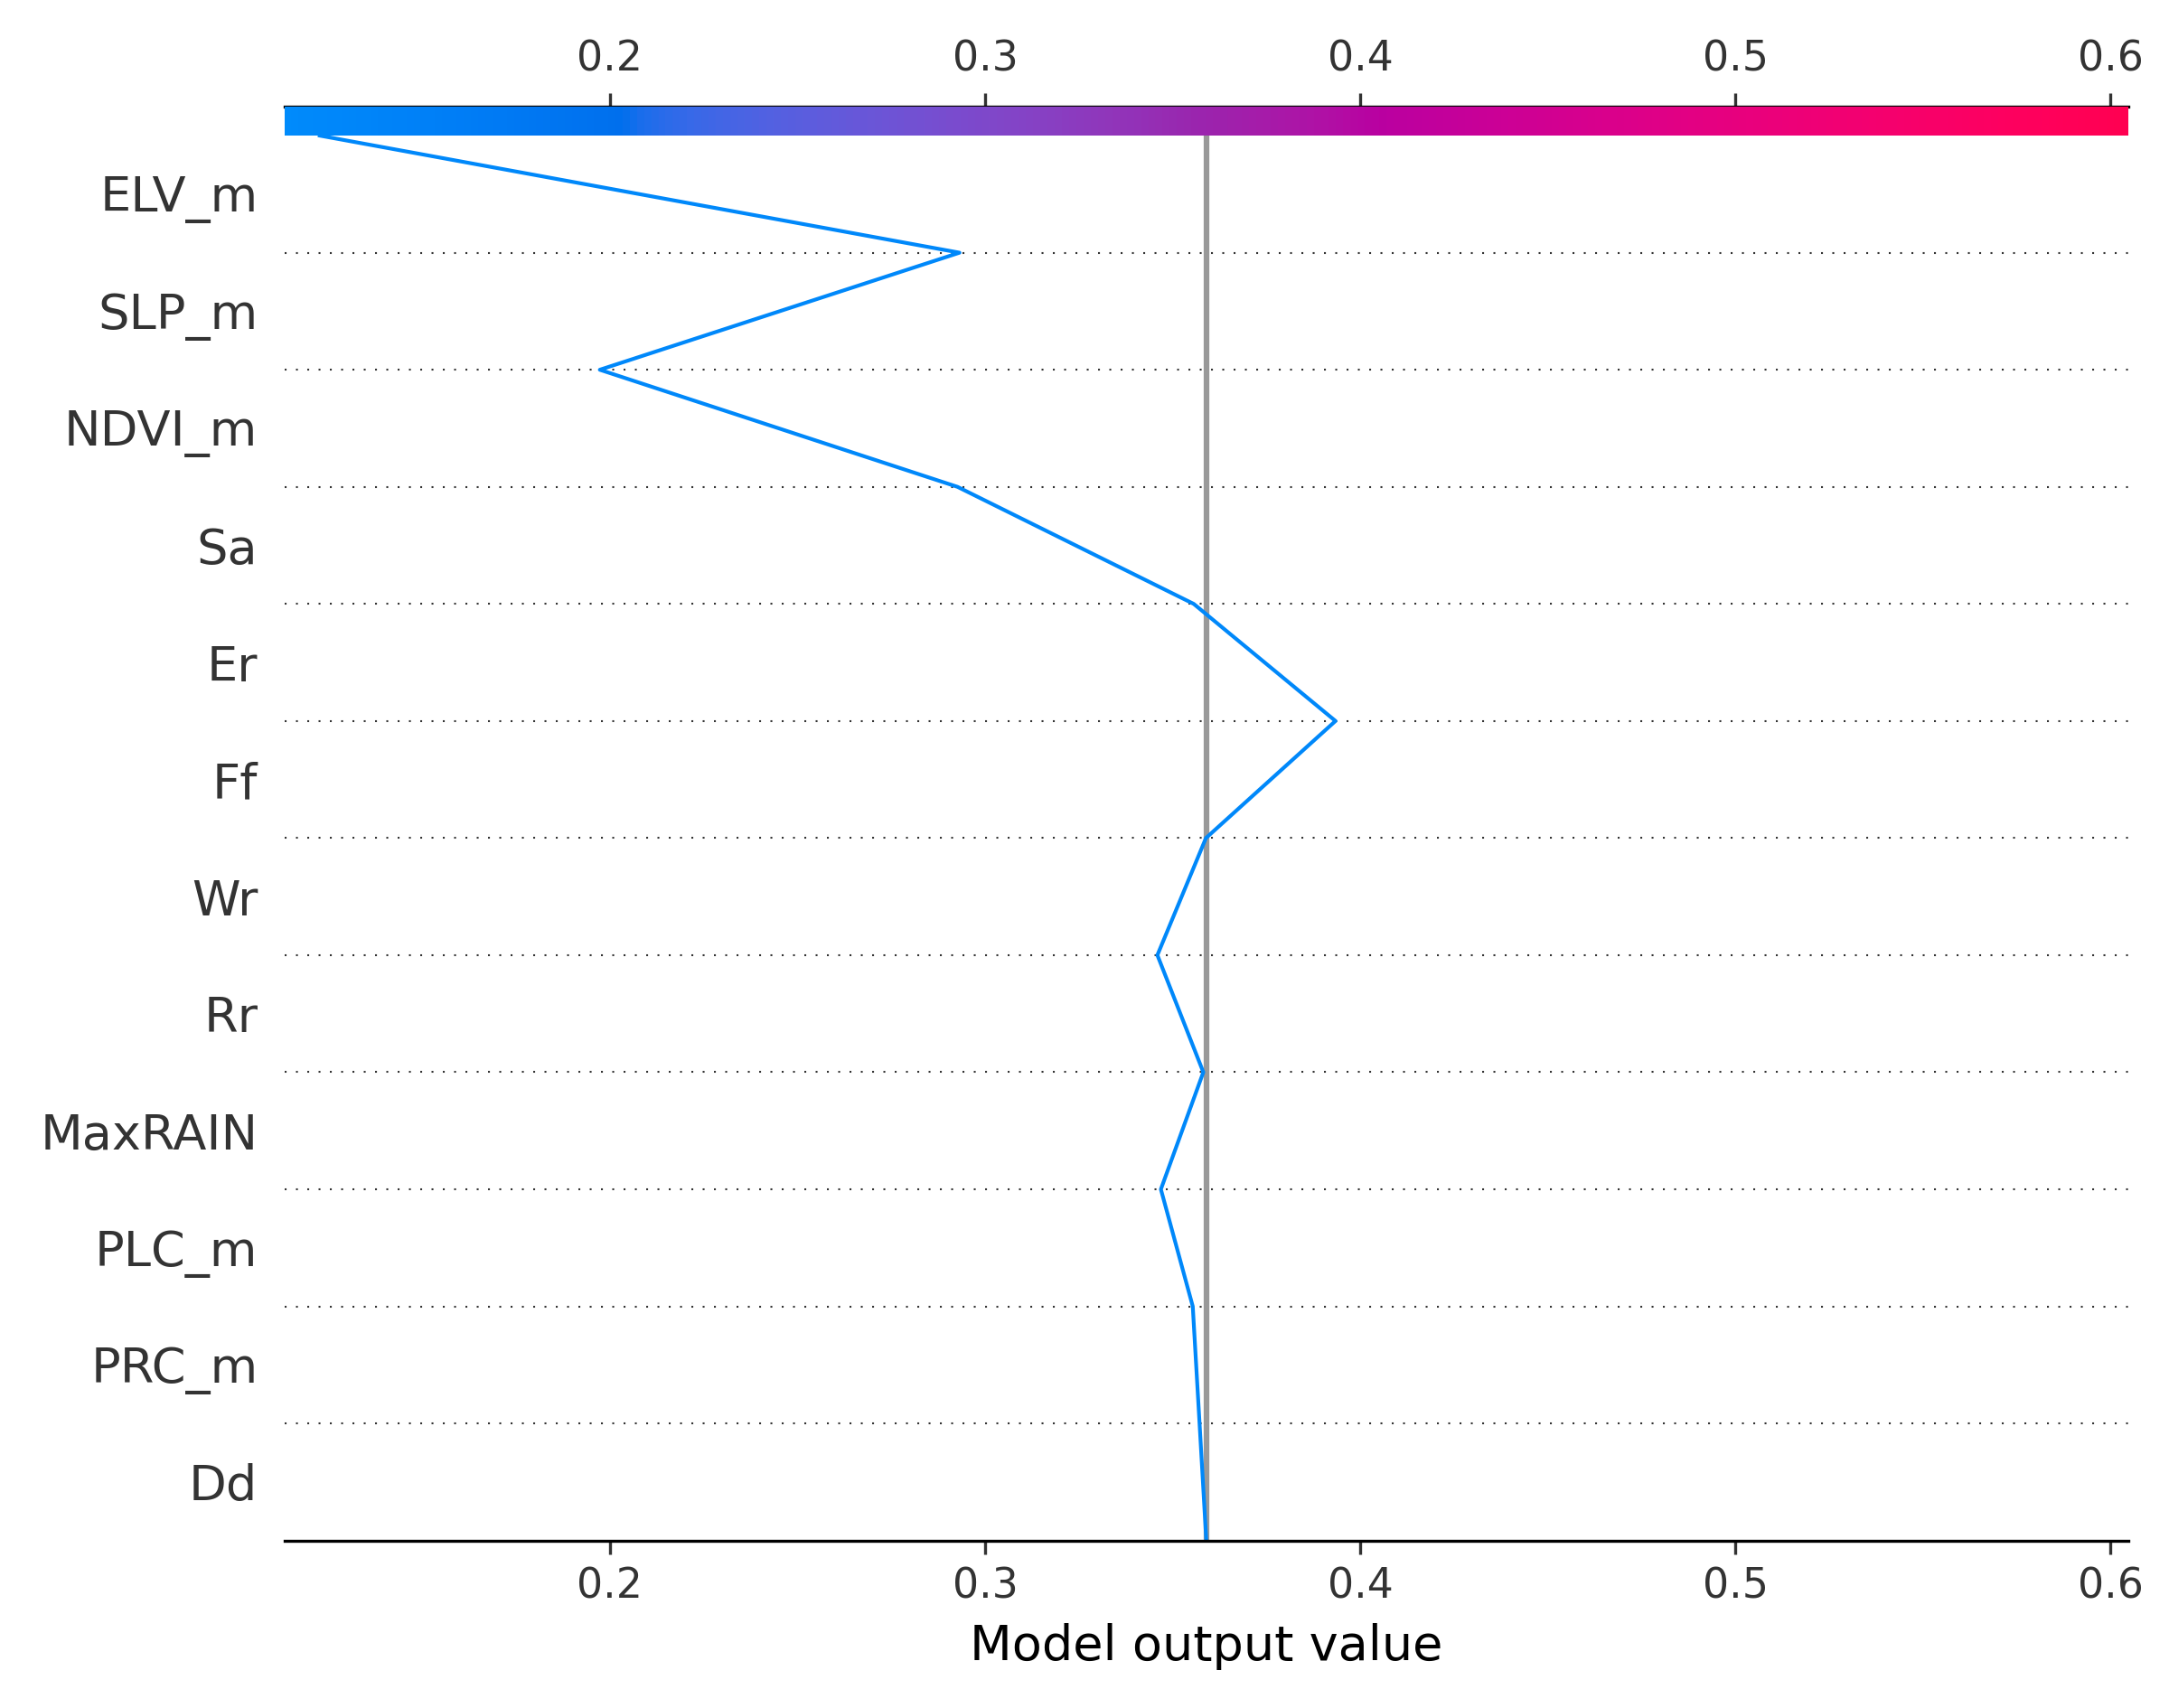 0.2 0.3 0.4 0.5 0.6
ELV_m
SLP_m
NDVI_m
Sa
Er
Ff
Wr
Rr
MaxRAIN
PLC_m
PRC_m
Dd
0.2 0.3 0.4 0.5 0.6
Model output value